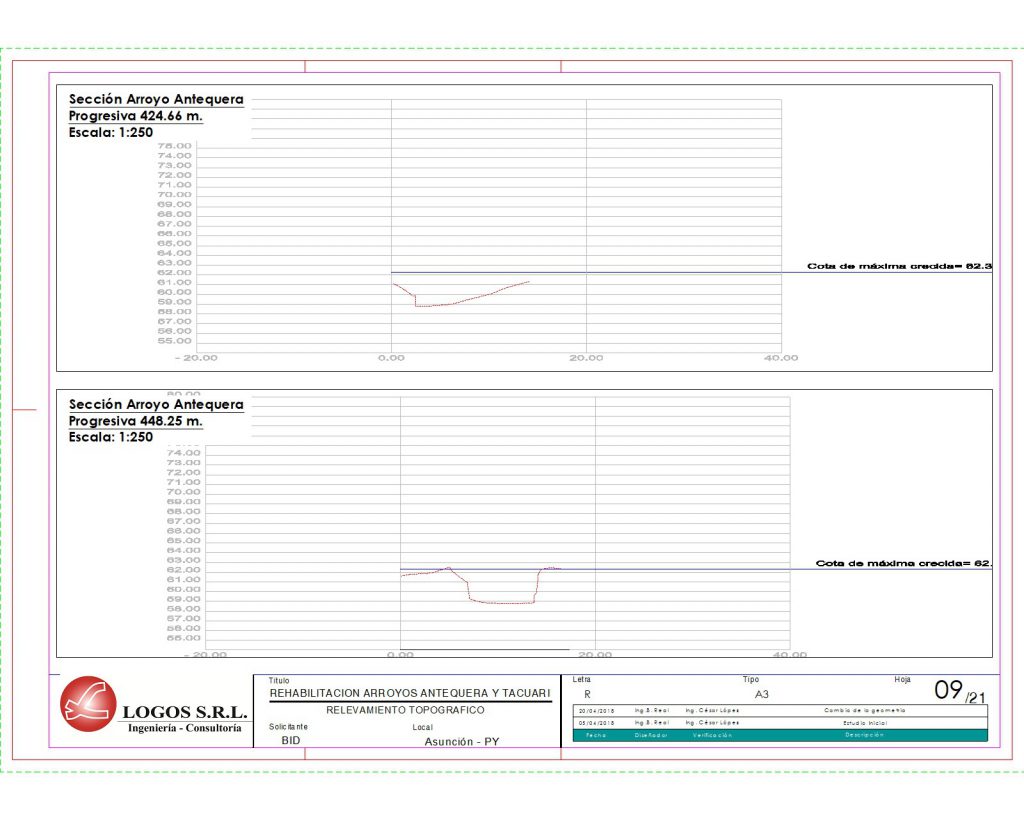 Sección Arroyo Antequera
Progresiva 424.66 m.
Escala: 1:250
75.00
74.00
73.00
72.00
71.00
70.00
69.00
68.00
67.00
66.00
65.00
64.00
63.00
62.00
61.00
60.00
59.00
58.00
57.00
56.00
55.00
-20.00 0.00 20.00 40.00
Cota de máxima crecida= 62.3
80.00
Sección Arroyo Antequera
Progresiva 448.25 m.
Escala: 1:250
74.00
73.00
72.00
71.00
70.00
69.00
68.00
67.00
66.00
65.00
64.00
63.00
62.00
61.00
60.00
59.00
58.00
57.00
56.00
55.00
-20.00 0.00 20.00 40.00
Cota de máxima crecida= 62.
LOGOS S.R.L.
Ingeniería - Consultoría
Título
REHABILITACION ARROYOS ANTEQUERA Y TACUARI
RELEVAMIENTO TOPOGRAFICO
Solicitante Local
BID Asunción - PY
Letra Tipo Hoja
R A3 09/21
20/04/2018 Ing.B.Real Ing.César López Cambio de la geometría
05/04/2018 Ing.B.Real Ing.César López Estudio Inicial
Fecha Diseñador Verificación Descripción